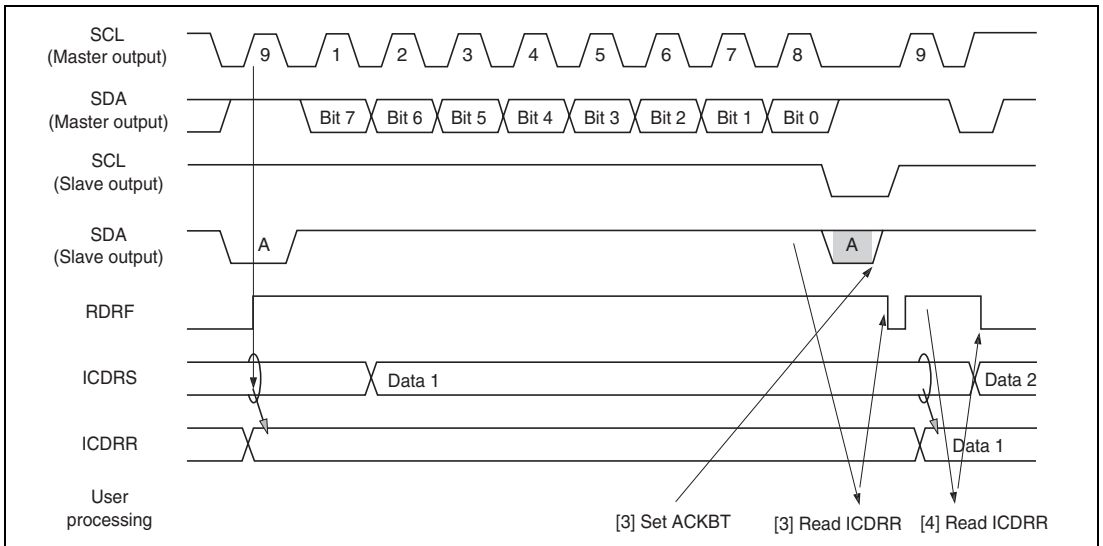 SCL
(Master output)
9 1 2 3 4 5 6 7 8 9
SDA
(Master output)
Bit 7 Bit 6 Bit 5 Bit 4 Bit 3 Bit 2 Bit 1 Bit 0
SCL
(Slave output)
SDA
(Slave output)
A A
RDRF
ICDRS
Data 1 Data 2
ICDRR
Data 1
User
processing
[3] Set ACKBT [3] Read ICDRR [4] Read ICDRR